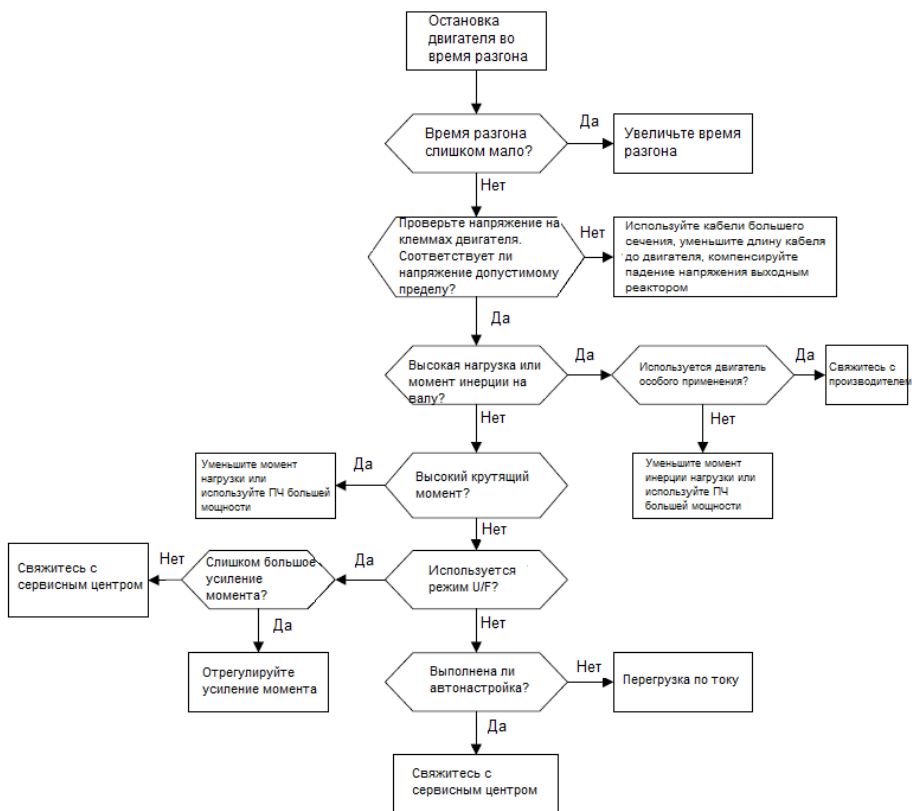 Остановка
двигателя во
время разгона
Время разгона
слишком мало?
Да
Увеличьте время
разгона
Нет
Проверьте напряжение на
клеммах двигателя.
Соответствует ли
напряжение допустимому
пределу?
Нет
Используйте кабели большего
сечения, уменьшите длину кабеля
до двигателя, компенсируйте
падение напряжения выходным
реактором
Да
Высокая нагрузка или
момент инерции на
валу?
Да
Используется двигатель
особого применения?
Да
Свяжитесь с
производителем
Нет
Нет
Уменьшите момент
инерции нагрузки или
используйте ПЧ
большей мощности
Высокий крутящий
момент?
Да
Уменьшите момент
нагрузки или
используйте ПЧ большей
мощности
Нет
Используется
режим U/F?
Да
Слишком большое
усиление
момента?
Нет
Свяжитесь с
сервисным центром
Да
Отрегулируйте
усиление момента
Нет
Выполнена ли
автонастройка?
Нет
Перегрузка по току
Да
Свяжитесь с
сервисным центром